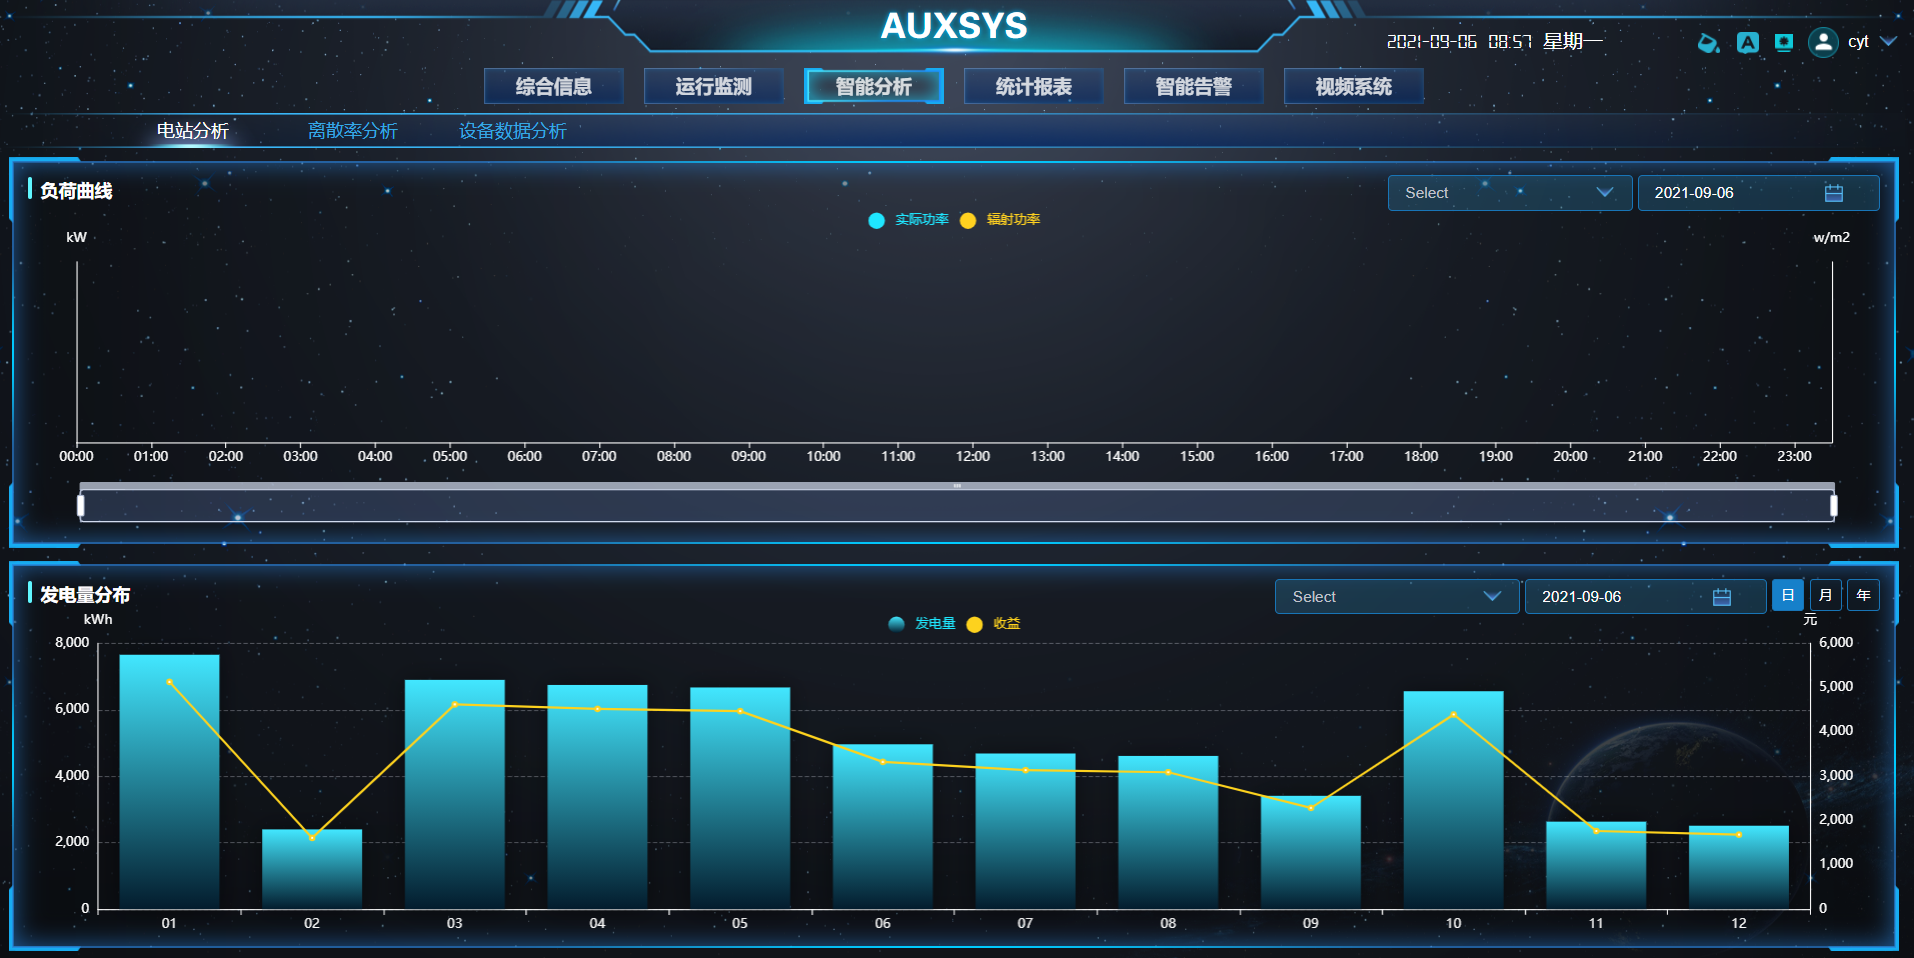 AUXSYS
2021-09-06 08:57 星期一
cyt
综合信息 运行监测 智能分析 统计报表 智能告警 视频系统
电站分析 离散率分析 设备数据分析
负荷曲线
Select 2021-09-06
实际功率 辐射功率
kW w/m2
00:00 01:00 02:00 03:00 04:00 05:00 06:00 07:00 08:00 09:00 10:00 11:00 12:00 13:00 14:00 15:00 16:00 17:00 18:00 19:00 20:00 21:00 22:00 23:00
发电量分布
Select 2021-09-06 日 月 年
kWh 元
发电量 收益
8,000 6,000
5,000
6,000
4,000
4,000 3,000
2,000
2,000
1,000
0 0
01 02 03 04 05 06 07 08 09 10 11 12